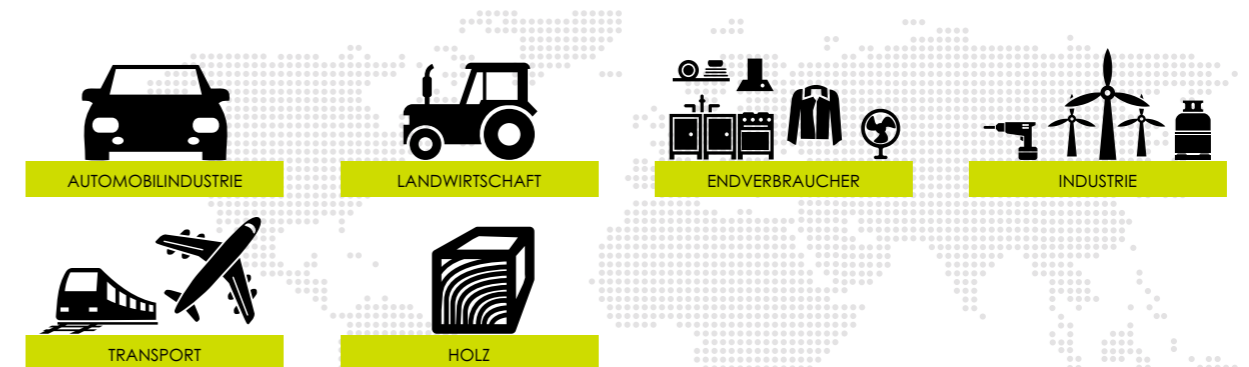 AUTOMOBILINDUSTRIE
LANDWIRTSCHAFT
ENDVERBRAUCHER
INDUSTRIE
TRANSPORT
HOLZ